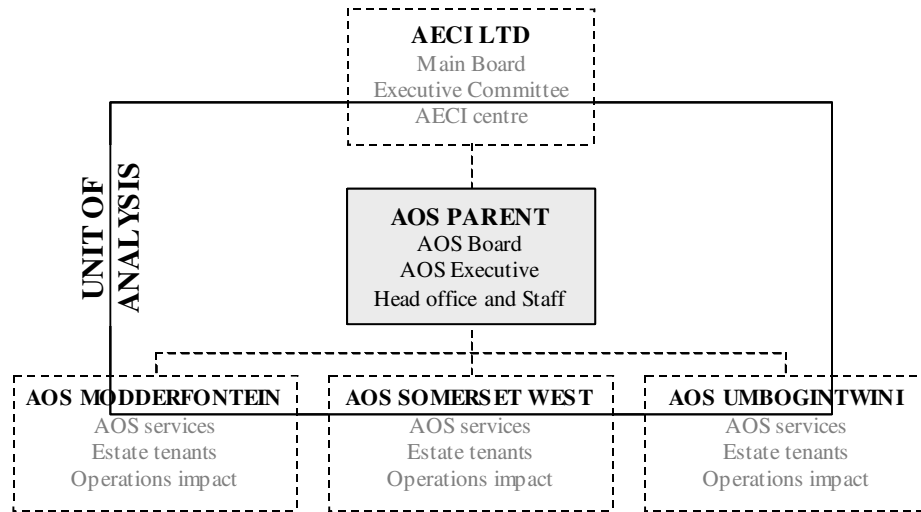 AECI LTD
Main Board
Executive Committee
AECI centre
UNIT OF
ANALYSIS
AOS PARENT
AOS Board
AOS Executive
Head office and Staff
AOS MODDERFONTEIN
AOS services
Estate tenants
Operations impact
AOS SOMERSET WEST
AOS services
Estate tenants
Operations impact
AOS UMBOGINTWINI
AOS services
Estate tenants
Operations impact